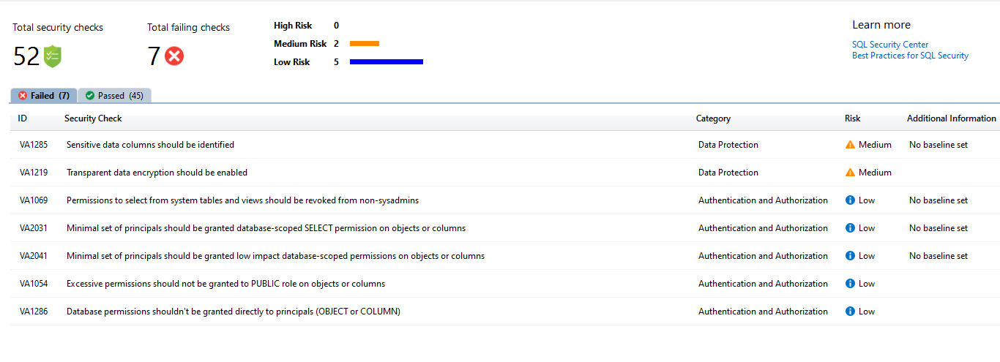 Total security checks
52
Total failing checks
7
High Risk 0
Medium Risk 2
Low Risk 5
Learn more
SQL Security Center
Best Practices for SQL Security
Failed (7) Passed (45)
ID Security Check Category Risk Additional Information
VA1285 Sensitive data columns should be identified Data Protection Medium No baseline set
VA1219 Transparent data encryption should be enabled Data Protection Medium
VA1069 Permissions to select from system tables and views should be revoked from non-sysadmins Authentication and Authorization Low No baseline set
VA2031 Minimal set of principals should be granted database-scoped SELECT permission on objects or columns Authentication and Authorization Low No baseline set
VA2041 Minimal set of principals should be granted low impact database-scoped permissions on objects or columns Authentication and Authorization Low No baseline set
VA1054 Excessive permissions should not be granted to PUBLIC role on objects or columns Authentication and Authorization Low
VA1286 Database permissions shouldn't be granted directly to principals (OBJECT or COLUMN) Authentication and Authorization Low